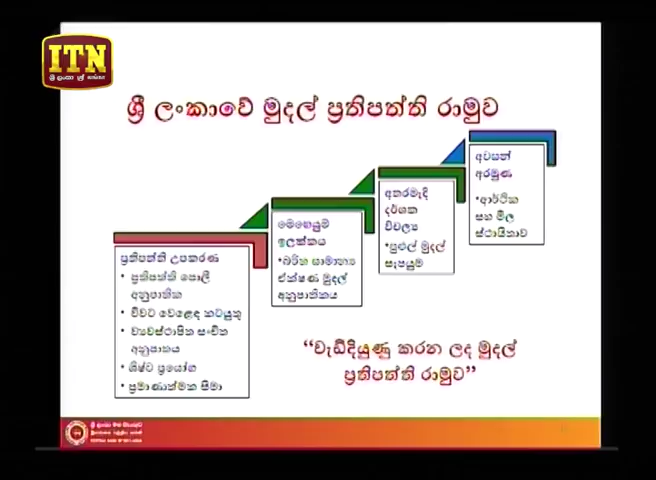 ITN
ශ්‍රී ලංකාවේ මුදල් ප්‍රතිපත්ති රාමුව
ප්‍රතිපත්ති උපකරණ
• ප්‍රතිපත්ති පොලී
අනුපාතික
• විවට වෙළෙඳ කටයුතු
• ව්‍යවස්ථාපිත සංචිත
අනුපාතය
• ශිෂ්ට ප්‍රයෝග
• ප්‍රමාණාත්මක සීමා
මෙහෙයුම්
ඉලක්කය
•බරිත සාමාන්‍ය
ඒක්ෂණ මුදල්
අනුපාතිකය
අතරමැදි
දර්ශක
විචල්‍ය
•පුළුල් මුදල්
සැපයුම
අවසන්
අරමුණ
•ආර්ථික
සහ මිල
ස්ථායිතාව
“වැඩිදියුණු කරන ලද මුදල්
ප්‍රතිපත්ති රාමුව”
ශ්‍රී ලංකා මහ බැංකුව